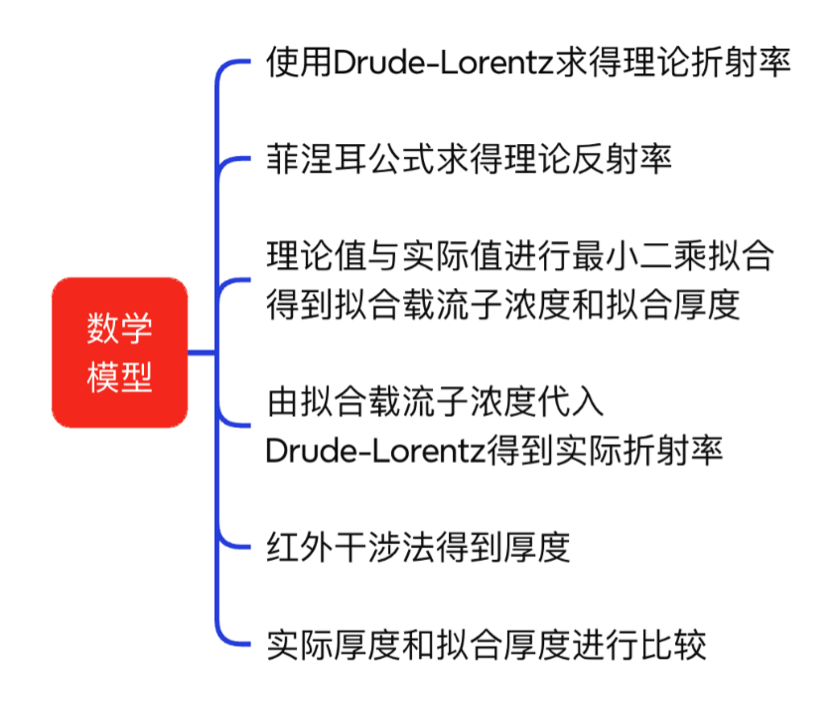 使用Drude-Lorentz求得理论折射率
菲涅耳公式求得理论反射率
理论值与实际值进行最小二乘拟合
得到拟合载流子浓度和拟合厚度
数学
模型
由拟合载流子浓度代入
Drude-Lorentz得到实际折射率
红外干涉法得到厚度
实际厚度和拟合厚度进行比较